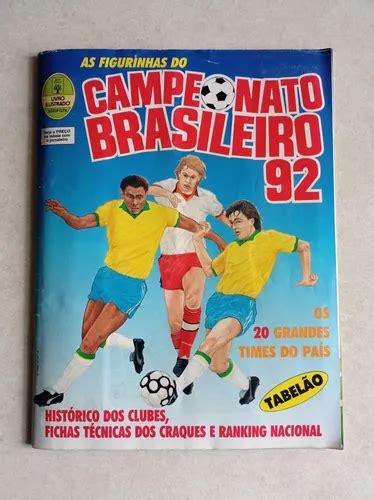 AS FIGURINHAS DO
CAMPEONATO
BRASILEIRO
92
LIVRO
ILUSTRADO
OS
20 GRANDES
TIMES DO PAÍS
TABELÃO
HISTÓRICO DOS CLUBES,
FICHAS TÉCNICAS DOS CRAQUES E RANKING NACIONAL